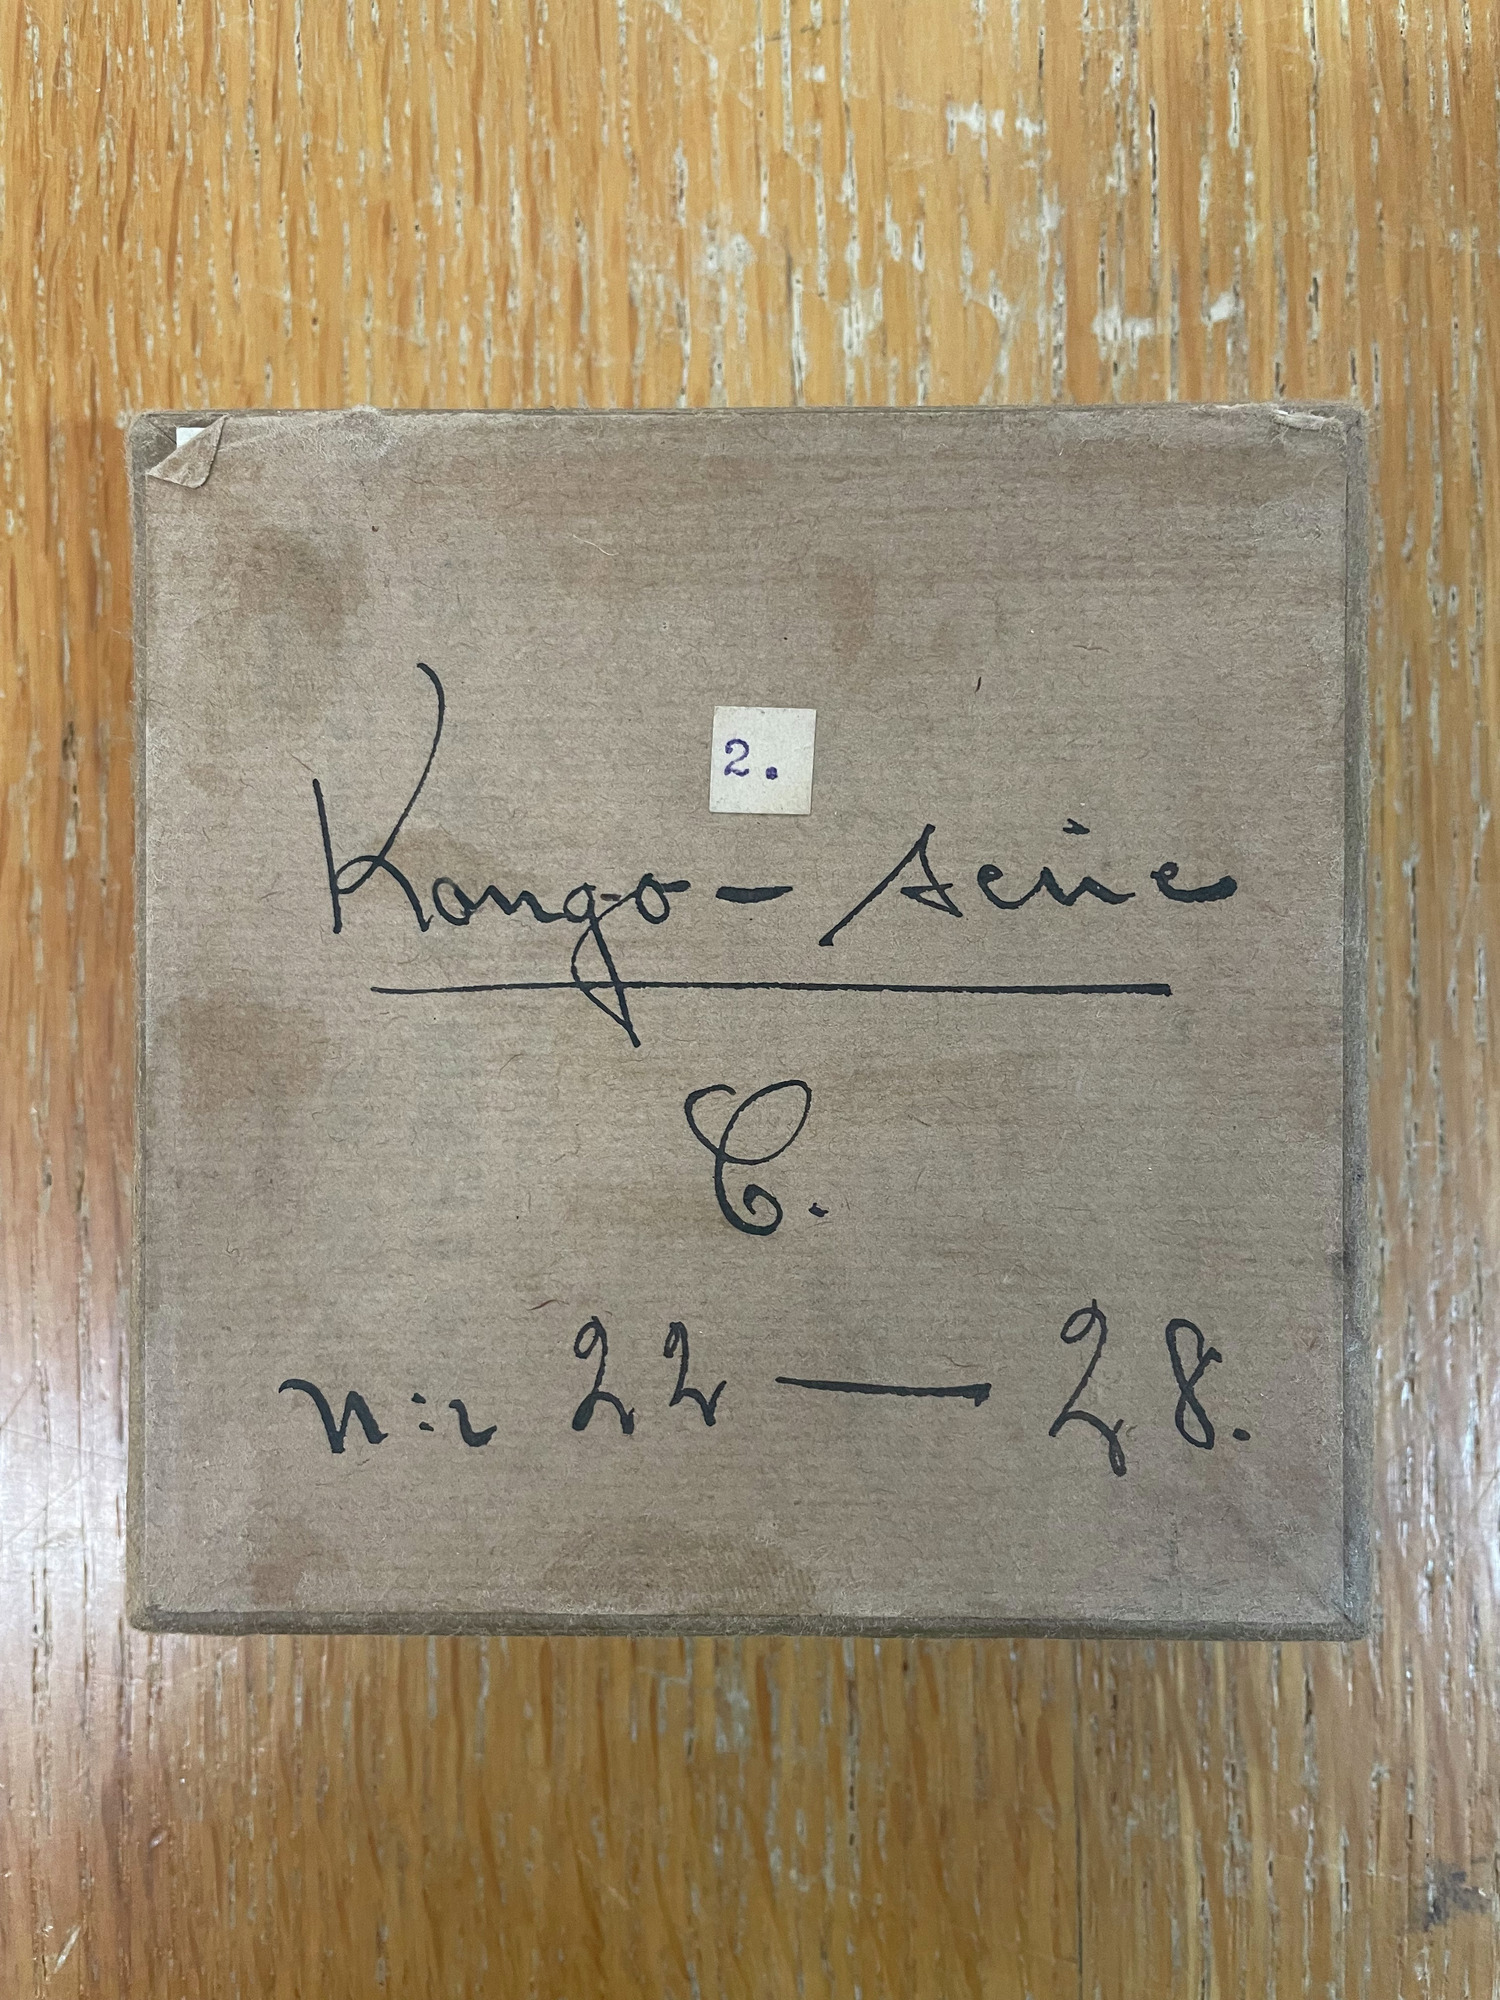 2.
Kongo - serie
C.
n:r 22 — 28.